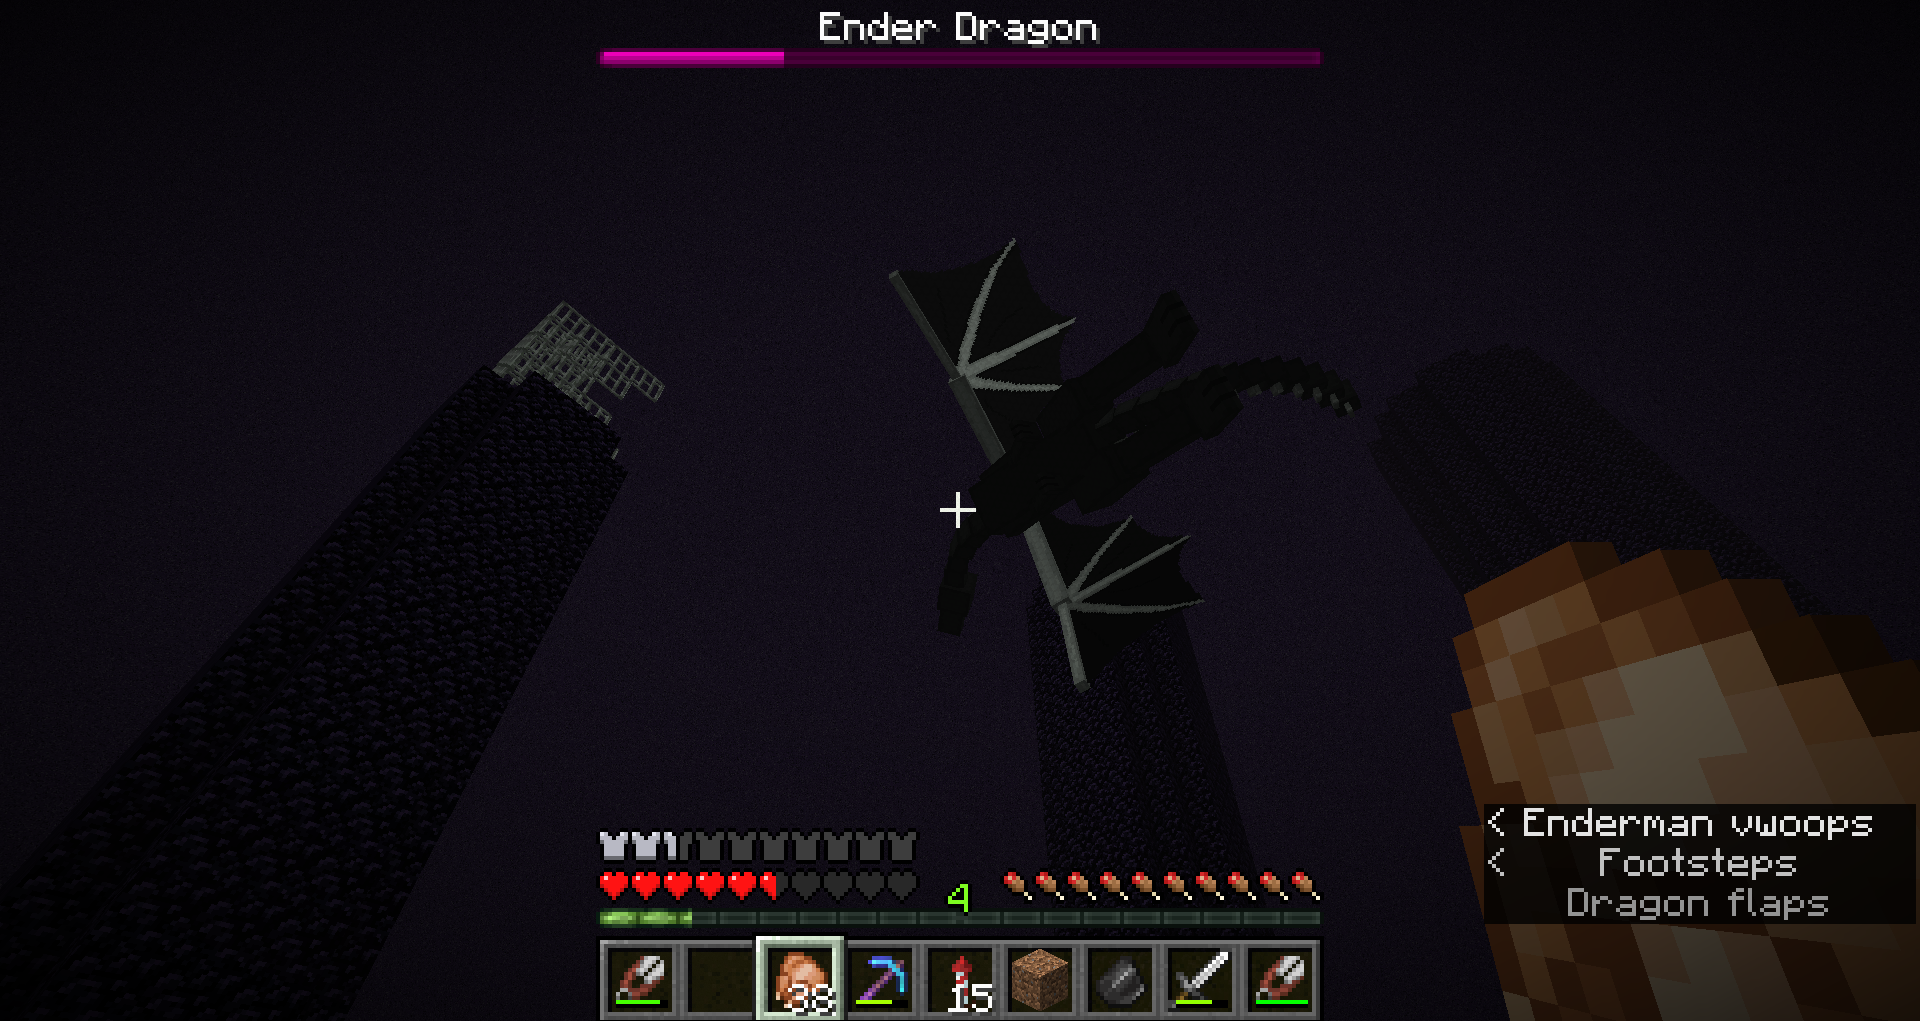 Ender Dragon
< Enderman vwoops
< Footsteps
Dragon flaps
4
38
15